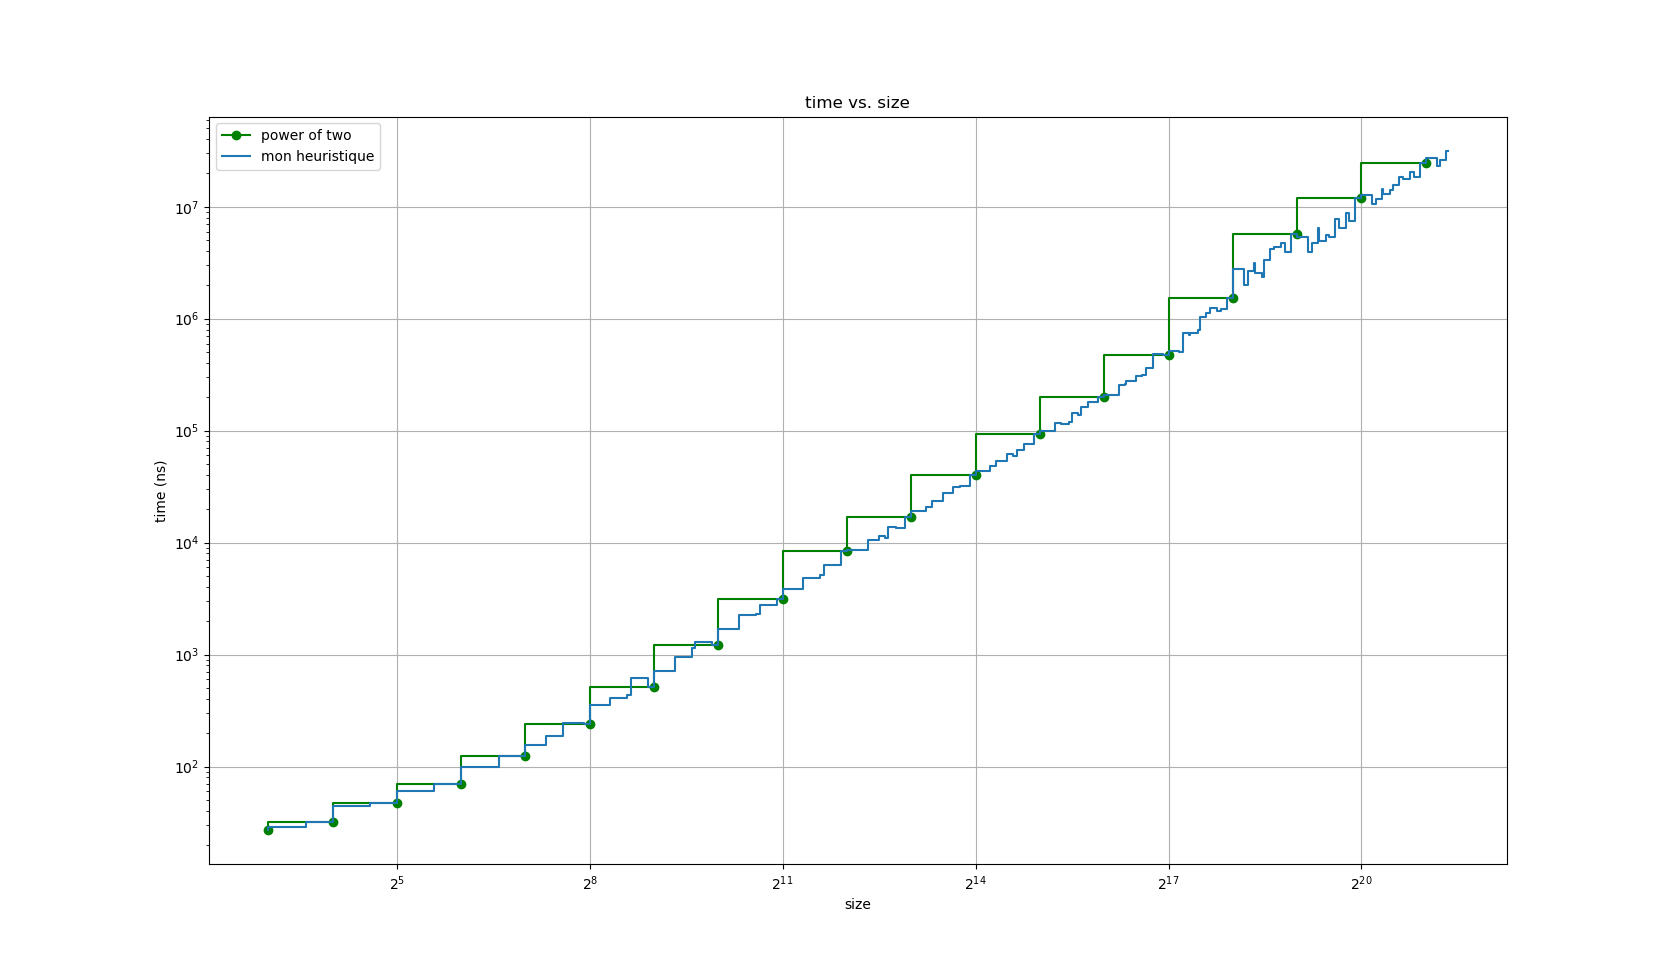 time vs. size
power of two
mon heuristique
10^7
10^6
10^5
10^4
10^3
10^2
time (ns)
2^5 2^8 2^11 2^14 2^17 2^20
size